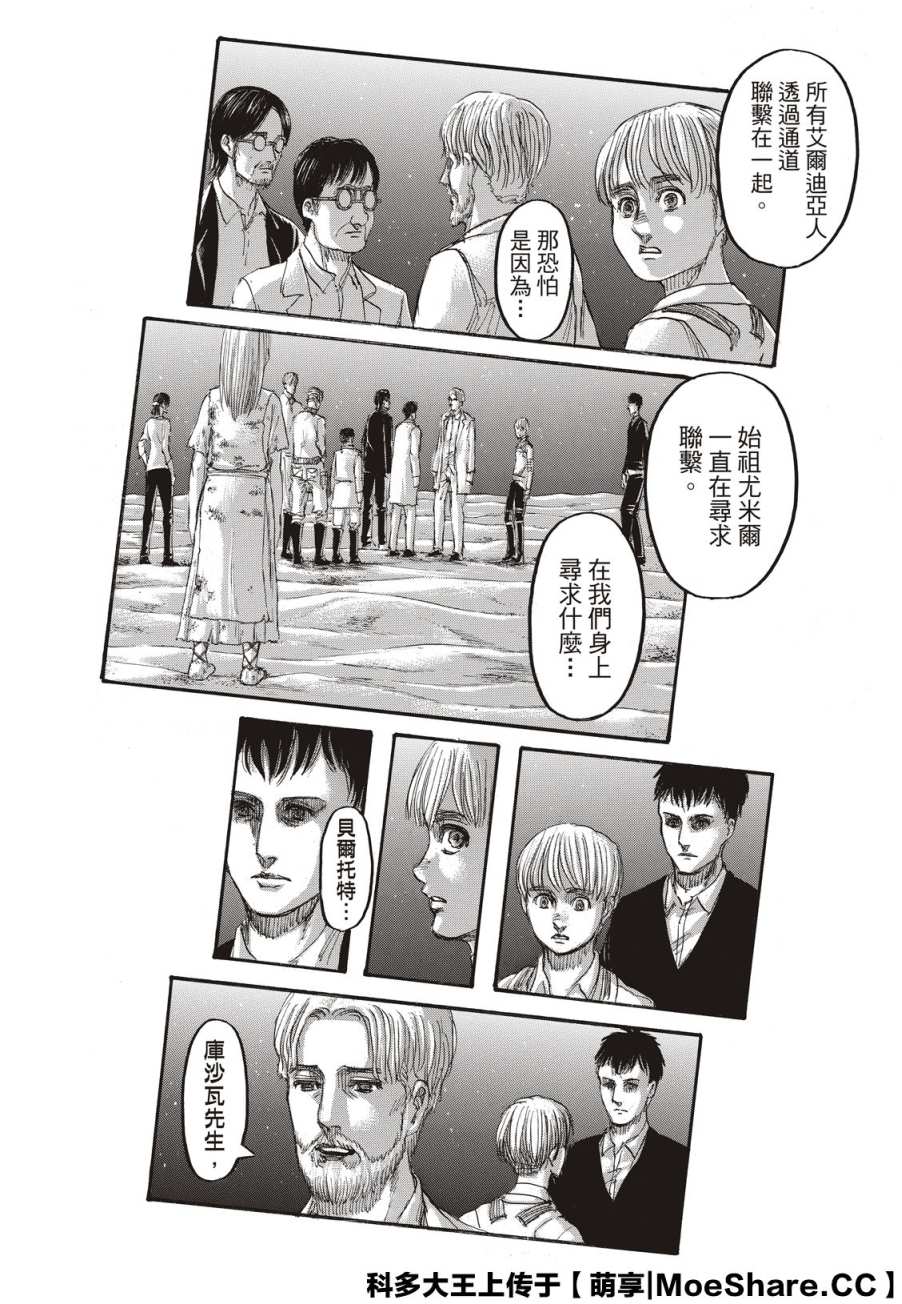 所有艾爾迪亞人
透過通道
聯繫在一起。
那恐怕
是因為…
始祖尤米爾
一直在尋求
聯繫。
在我們身上
尋求什麼…
貝爾托特…
庫沙瓦先生，
科多大王上传于【萌享|MoeShare.CC】